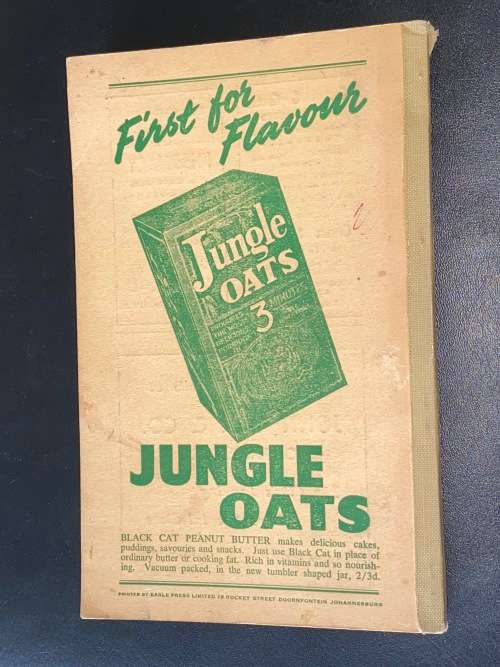 First for
Flavour
Jungle
OATS
3 MINUTES
JUNGLE
OATS
BLACK CAT PEANUT BUTTER makes delicious cakes,
puddings, savouries and snacks. Just use Black Cat in place of
ordinary butter or cooking fat. Rich in vitamins and so nourish-
ing. Vacuum packed, in the new tumbler shaped jar, 2/3d.
PRINTED BY EAGLE PRESS LIMITED 19 ROCKET STREET DOORNFONTEIN JOHANNESBURG